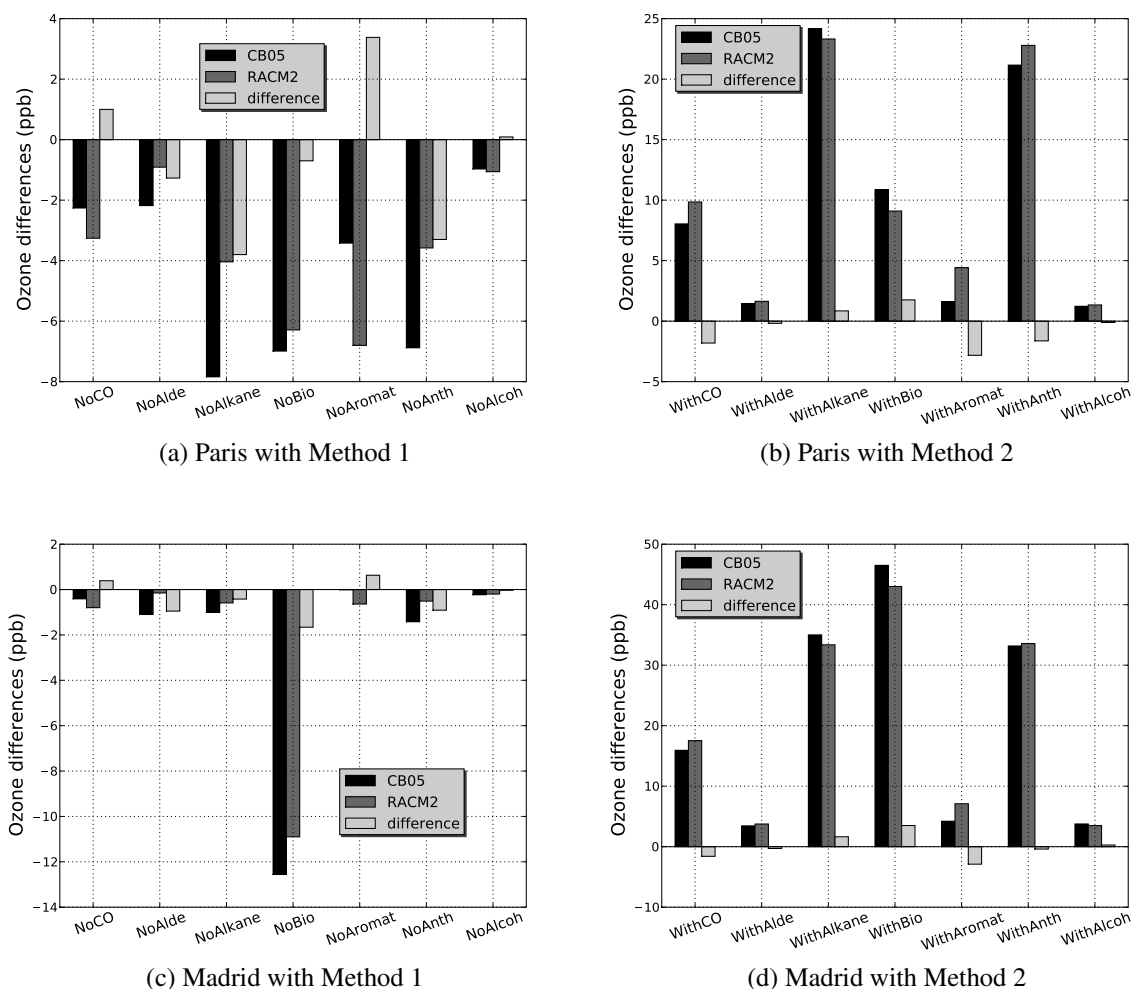 4
2
0
−2
−4
−6
−8
Ozone differences (ppb)
CB05
RACM2
difference
NoCO
NoAlde
NoAlkane
NoBio
NoAromat
NoAnth
NoAlcoh
(a) Paris with Method 1
25
20
15
10
5
0
−5
Ozone differences (ppb)
CB05
RACM2
difference
WithCO
WithAlde
WithAlkane
WithBio
WithAromat
WithAnth
WithAlcoh
(b) Paris with Method 2
2
0
−2
−4
−6
−8
−10
−12
−14
Ozone differences (ppb)
CB05
RACM2
difference
NoCO
NoAlde
NoAlkane
NoBio
NoAromat
NoAnth
NoAlcoh
(c) Madrid with Method 1
50
40
30
20
10
0
−10
Ozone differences (ppb)
CB05
RACM2
difference
WithCO
WithAlde
WithAlkane
WithBio
WithAromat
WithAnth
WithAlcoh
(d) Madrid with Method 2